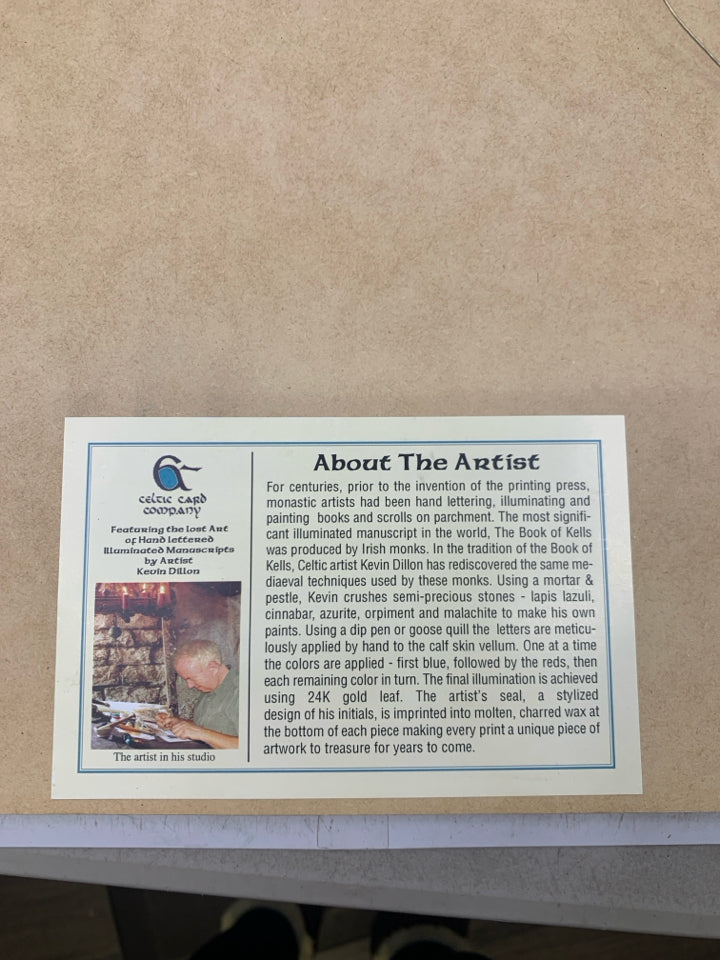 CELTIC CARD
COMPANY
Featuring the lost Art
of Hand lettered
Illuminated Manuscripts
by Artist
Kevin Dillon
The artist in his studio
About The Artist
For centuries, prior to the invention of the printing press,
monastic artists had been hand lettering, illuminating and
painting books and scrolls on parchment. The most signifi-
cant illuminated manuscript in the world, The Book of Kells
was produced by Irish monks. In the tradition of the Book of
Kells, Celtic artist Kevin Dillon has rediscovered the same me-
diaeval techniques used by these monks. Using a mortar &
pestle, Kevin crushes semi-precious stones - lapis lazuli,
cinnabar, azurite, orpiment and malachite to make his own
paints. Using a dip pen or goose quill the letters are meticu-
lously applied by hand to the calf skin vellum. One at a time
the colors are applied - first blue, followed by the reds, then
each remaining color in turn. The final illumination is achieved
using 24K gold leaf. The artist's seal, a stylized
design of his initials, is imprinted into molten, charred wax at
the bottom of each piece making every print a unique piece of
artwork to treasure for years to come.